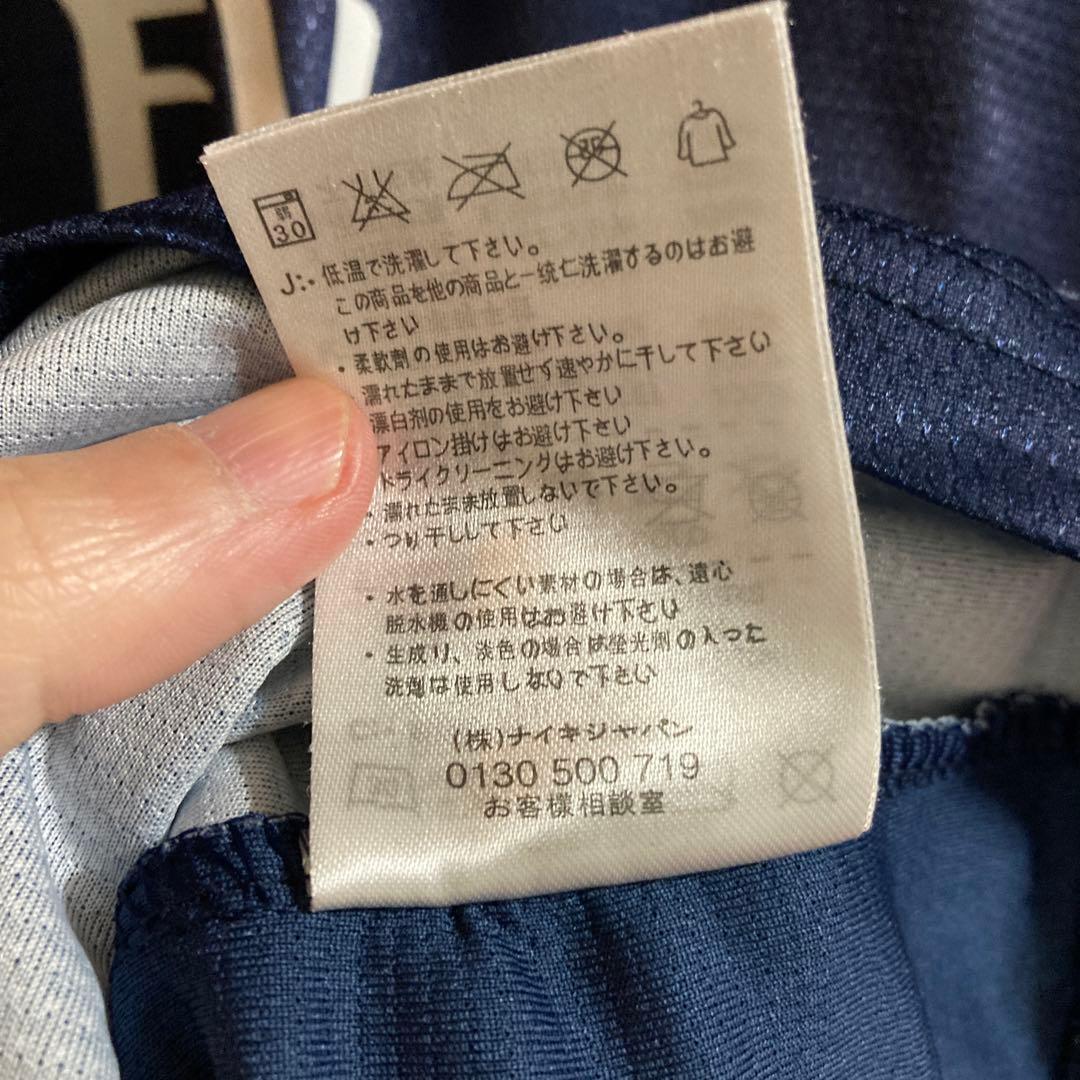 弱
30
J:・低温で洗濯して下さい。
この商品を他の商品と一統仁洗濯するのはお避
け下さい
・柔軟劑の使用はお避け下さい。
濡れたままで放置せず速やかに干して下さい
漂白剤の使用をお避け下さい
アイロン掛けはお避け下さい
ドライクリーニングはお避け下さい。
・濡れたまま放置しないで下さい。
・つり干しして下さい
・水を通しにくい素材の場合は、遠心
脱水機の使用はお避け下さい
・生成り、淡色の場合は螢光剤の入った
洗剤は使用しないで下さい
(株)ナイキジャパン
0130 500 719
お客様相談室